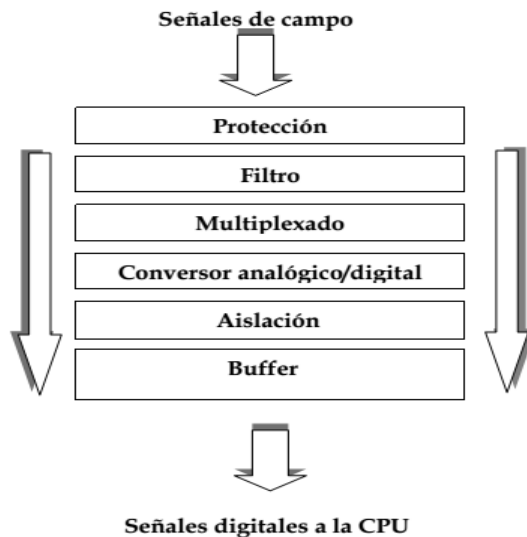 Señales de campo
Protección
Filtro
Multiplexado
Conversor analógico/digital
Aislación
Buffer
Señales digitales a la CPU